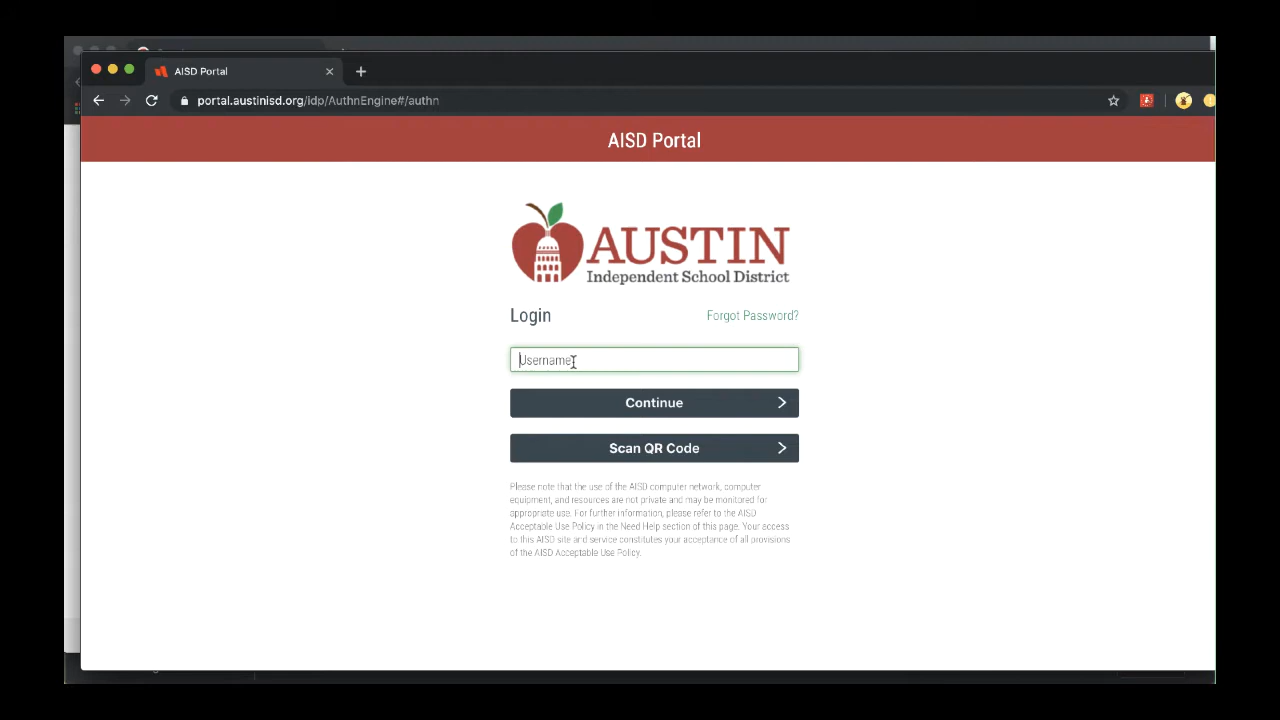 AISD Portal
portal.austinisd.org/idp/AuthnEngine#/authn
AISD Portal
AUSTIN
Independent School District
Login
Forgot Password?
Username
Continue
Scan QR Code
Please note that the use of the AISD computer network, computer
equipment, and resources are not private and may be monitored for
appropriate use. For further information, please refer to the AISD
Acceptable Use Policy in the Need Help section of this page. Your access
to this AISD site and service constitutes your acceptance of all provisions
of the AISD Acceptable Use Policy.